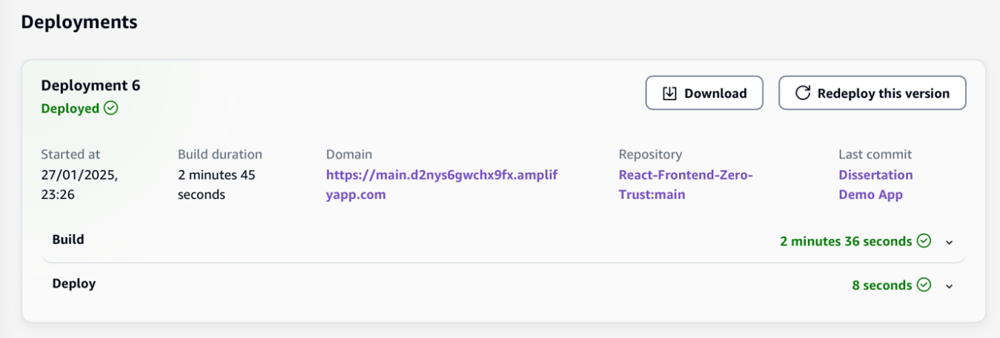 Deployments
Deployment 6
Deployed
Download
Redeploy this version
Started at
27/01/2025,
23:26
Build duration
2 minutes 45
seconds
Domain
https://main.d2nys6gwchx9fx.amplif
yapp.com
Repository
React-Frontend-Zero-
Trust:main
Last commit
Dissertation
Demo App
Build
2 minutes 36 seconds
Deploy
8 seconds